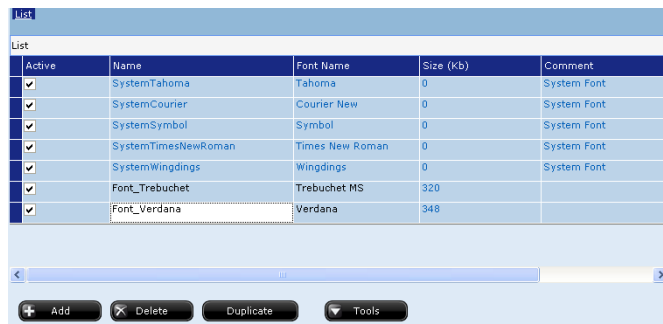 List
List
Active Name Font Name Size (Kb) Comment
SystemTahoma Tahoma 0 System Font
SystemCourier Courier New 0 System Font
SystemSymbol Symbol 0 System Font
SystemTimesNewRoman Times New Roman 0 System Font
SystemWingdings Wingdings 0 System Font
Font_Trebuchet Trebuchet MS 320
Font_Verdana Verdana 348
Add Delete Duplicate Tools